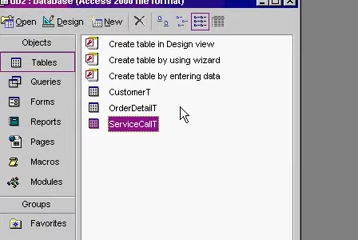 db2 : Database (Access 2000 file format)
Open Design New
Objects
Tables
Queries
Forms
Reports
Pages
Macros
Modules
Groups
Favorites
Create table in Design view
Create table by using wizard
Create table by entering data
CustomerT
OrderDetailT
ServiceCallT